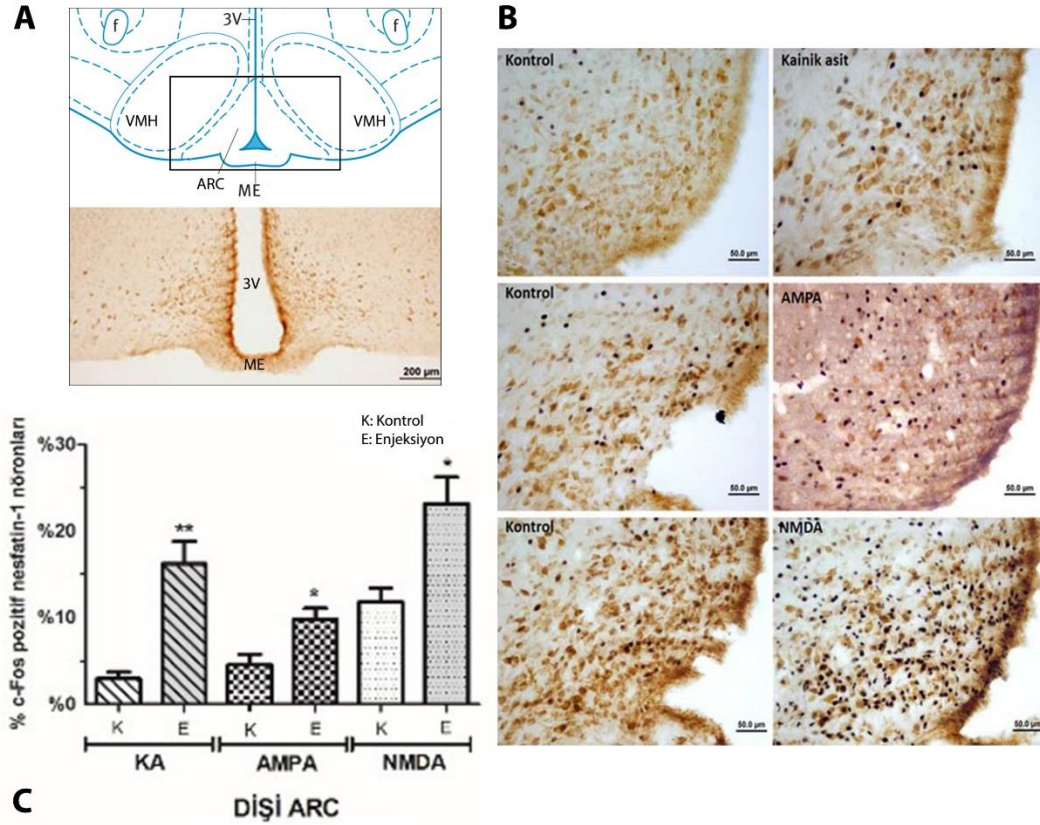 A
3V
f
f
VMH
VMH
ARC
ME
3V
ME
200 µm
B
Kontrol
50.0 µm
Kainik asit
50.0 µm
Kontrol
50.0 µm
AMPA
50.0 µm
Kontrol
50.0 µm
NMDA
50.0 µm
K: Kontrol
E: Enjeksiyon
% c-Fos pozitif nesfatin-1 nöronları
%30
%20
%10
%0
**
*
*
K
E
K
E
K
E
KA
AMPA
NMDA
C
DİŞİ ARC